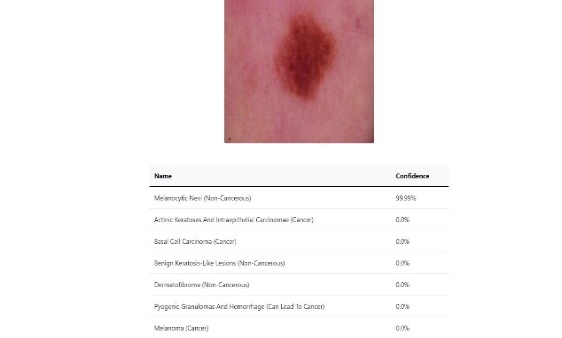 Name Confidence
Melanocytic Nevi (Non-Cancerous) 99.99%
Actinic Keratoses And Intraepithelial Carcinomae (Cancer) 0.0%
Basal Cell Carcinoma (Cancer) 0.0%
Benign Keratosis-Like Lesions (Non-Cancerous) 0.0%
Dermatofibroma (Non-Cancerous) 0.0%
Pyogenic Granulomas And Hemorrhage (Can Lead To Cancer) 0.0%
Melanoma (Cancer) 0.0%